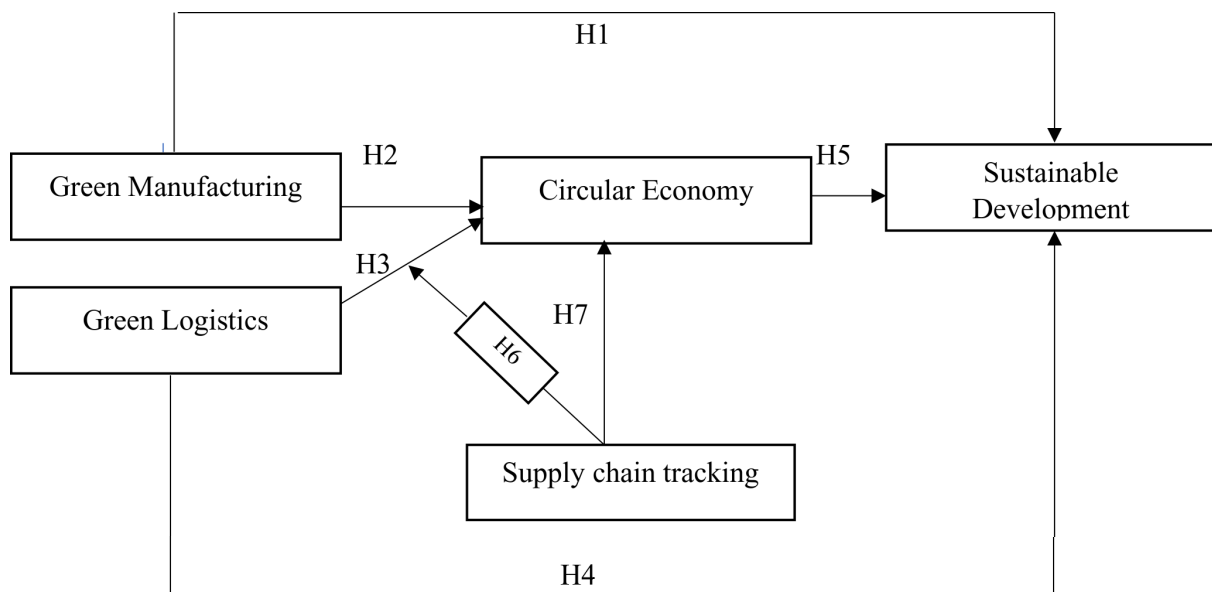 H1
H2
H5
Green Manufacturing
Circular Economy
Sustainable
Development
H3
Green Logistics
H7
H6
Supply chain tracking
H4